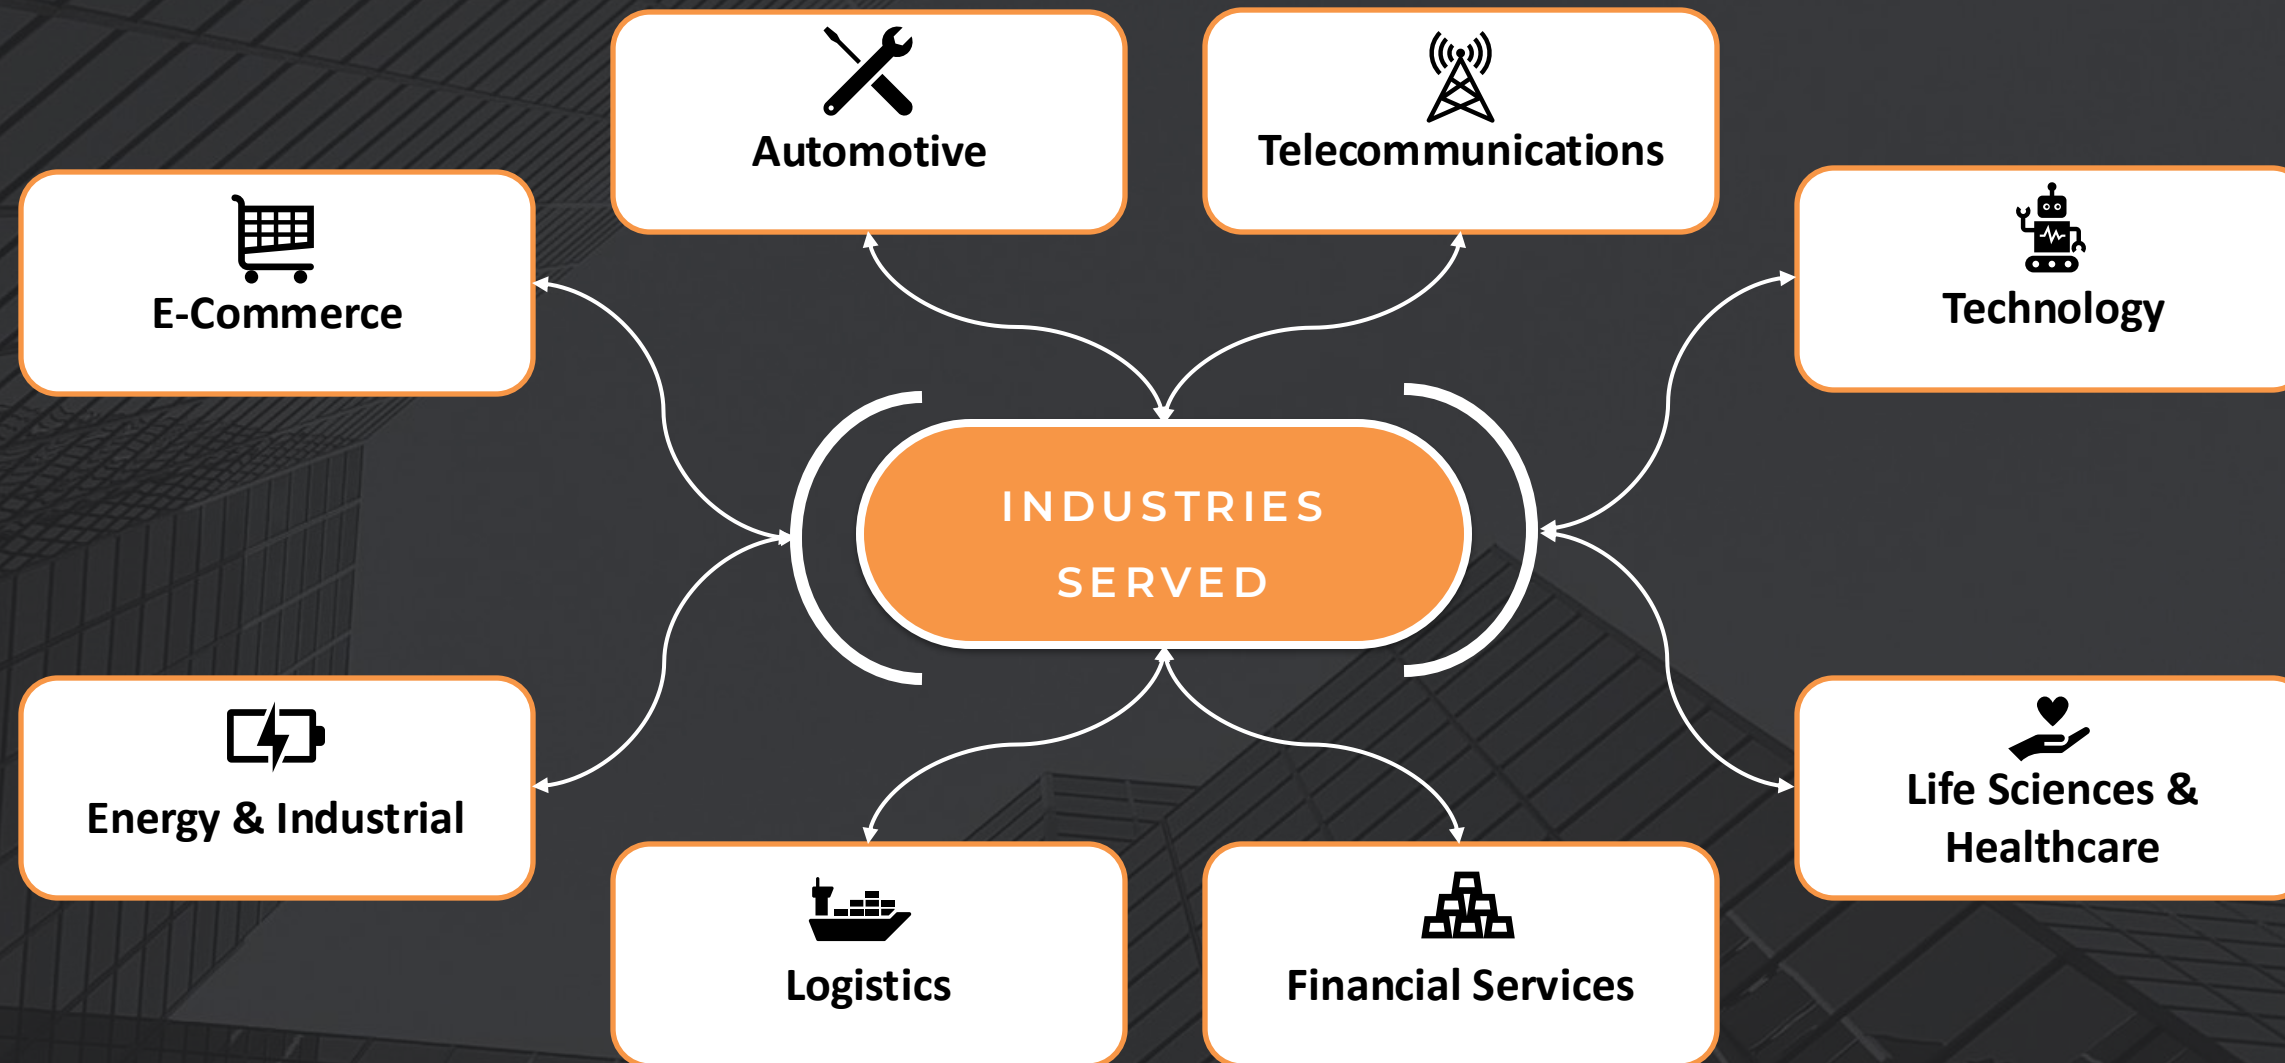 Automotive
Telecommunications
E-Commerce
Technology
INDUSTRIES
SERVED
Energy & Industrial
Life Sciences &
Healthcare
Logistics
Financial Services